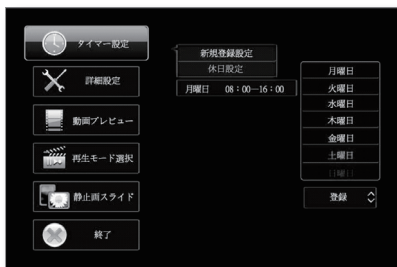 タイマー設定
詳細設定
動画プレビュー
再生モード選択
静止画スライド
終了
新規登録設定
休日設定
月曜日 08:00—16:00
月曜日
火曜日
水曜日
木曜日
金曜日
土曜日
日曜日
登録